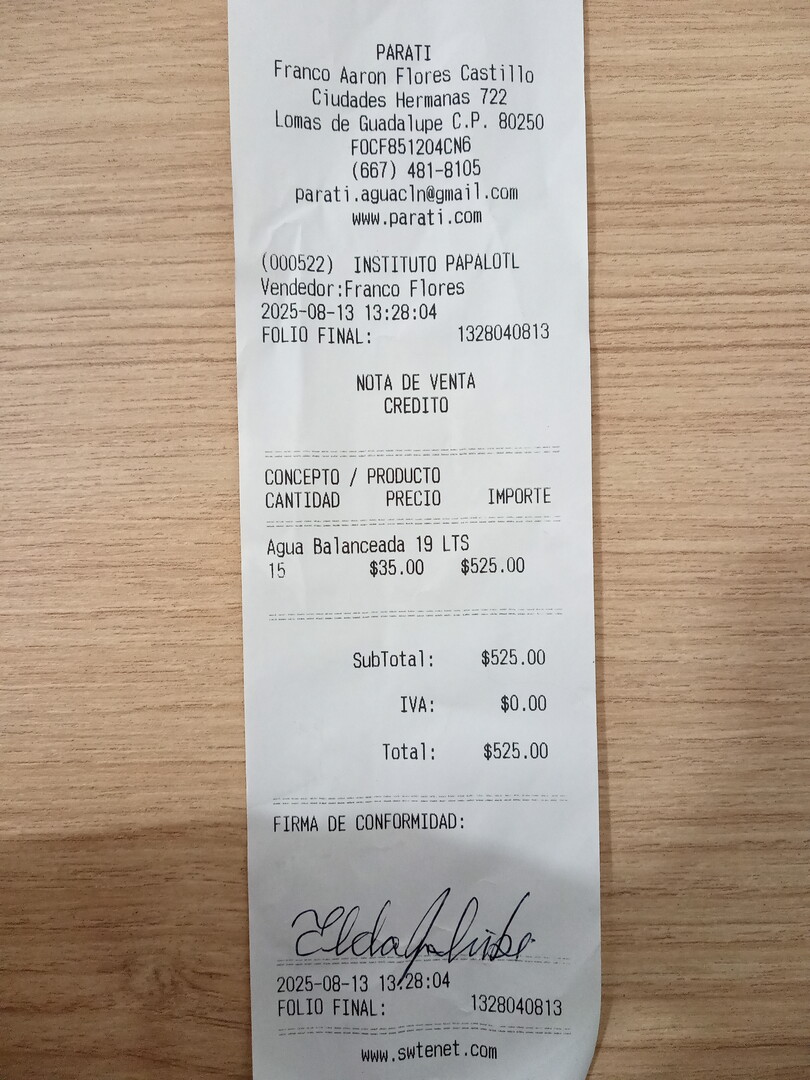 PARATI
Franco Aaron Flores Castillo
Ciudades Hermanas 722
Lomas de Guadalupe C.P. 80250
FOCF851204CN6
(667) 481-8105
parati.aguacln@gmail.com
www.parati.com
(000522) INSTITUTO PAPALOTL
Vendedor:Franco Flores
2025-08-13 13:28:04
FOLIO FINAL: 1328040813
NOTA DE VENTA
CREDITO
CONCEPTO / PRODUCTO
CANTIDAD PRECIO IMPORTE
Agua Balanceada 19 LTS
15 $35.00 $525.00
SubTotal: $525.00
IVA: $0.00
Total: $525.00
FIRMA DE CONFORMIDAD:
Elda
2025-08-13 13:28:04
FOLIO FINAL: 1328040813
www.swtenet.com